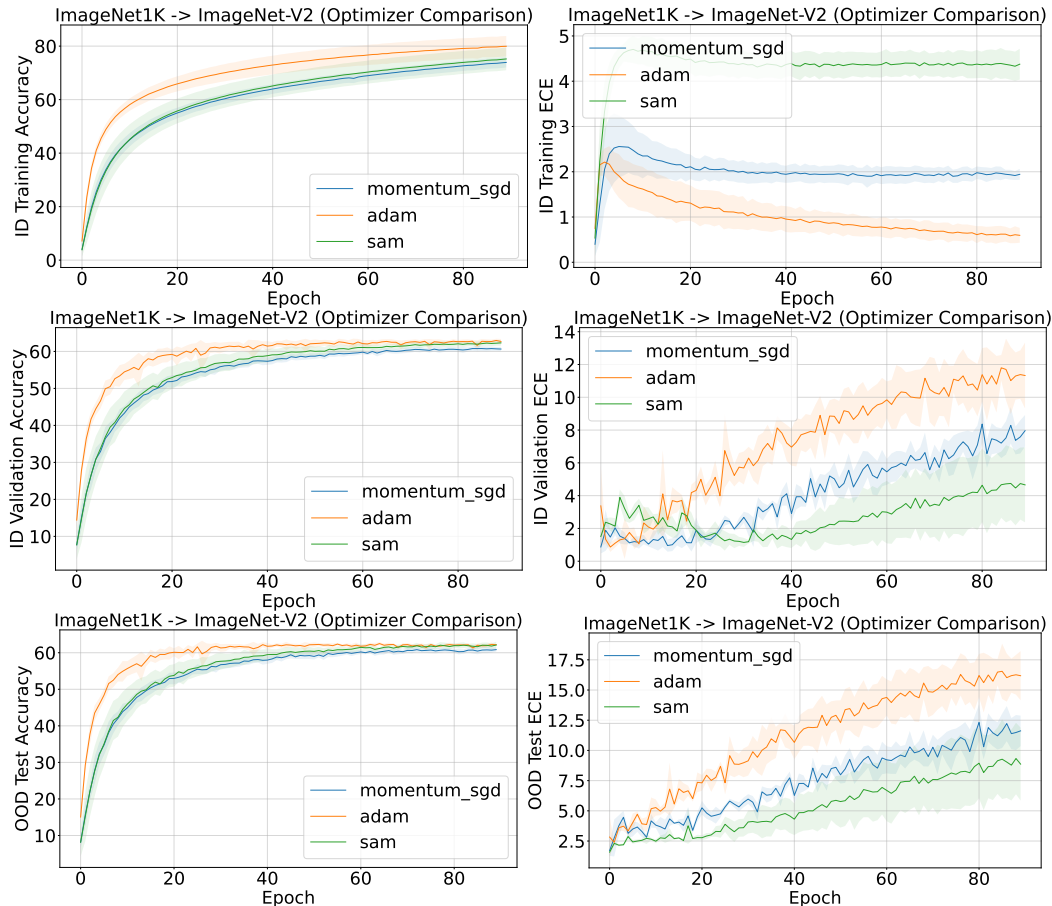 ImageNet1K -> ImageNet-V2 (Optimizer Comparison)
ID Training Accuracy
80
60
40
20
0
momentum_sgd
adam
sam
0 20 40 60 80
Epoch
ImageNet1K -> ImageNet-V2 (Optimizer Comparison)
ID Training ECE
5
4
3
2
1
0
momentum_sgd
adam
sam
0 20 40 60 80
Epoch
ImageNet1K -> ImageNet-V2 (Optimizer Comparison)
ID Validation Accuracy
60
50
40
30
20
10
momentum_sgd
adam
sam
0 20 40 60 80
Epoch
ImageNet1K -> ImageNet-V2 (Optimizer Comparison)
ID Validation ECE
14
12
10
8
6
4
2
0
momentum_sgd
adam
sam
0 20 40 60 80
Epoch
ImageNet1K -> ImageNet-V2 (Optimizer Comparison)
OOD Test Accuracy
60
50
40
30
20
10
momentum_sgd
adam
sam
0 20 40 60 80
Epoch
ImageNet1K -> ImageNet-V2 (Optimizer Comparison)
OOD Test ECE
17.5
15.0
12.5
10.0
7.5
5.0
2.5
momentum_sgd
adam
sam
0 20 40 60 80
Epoch